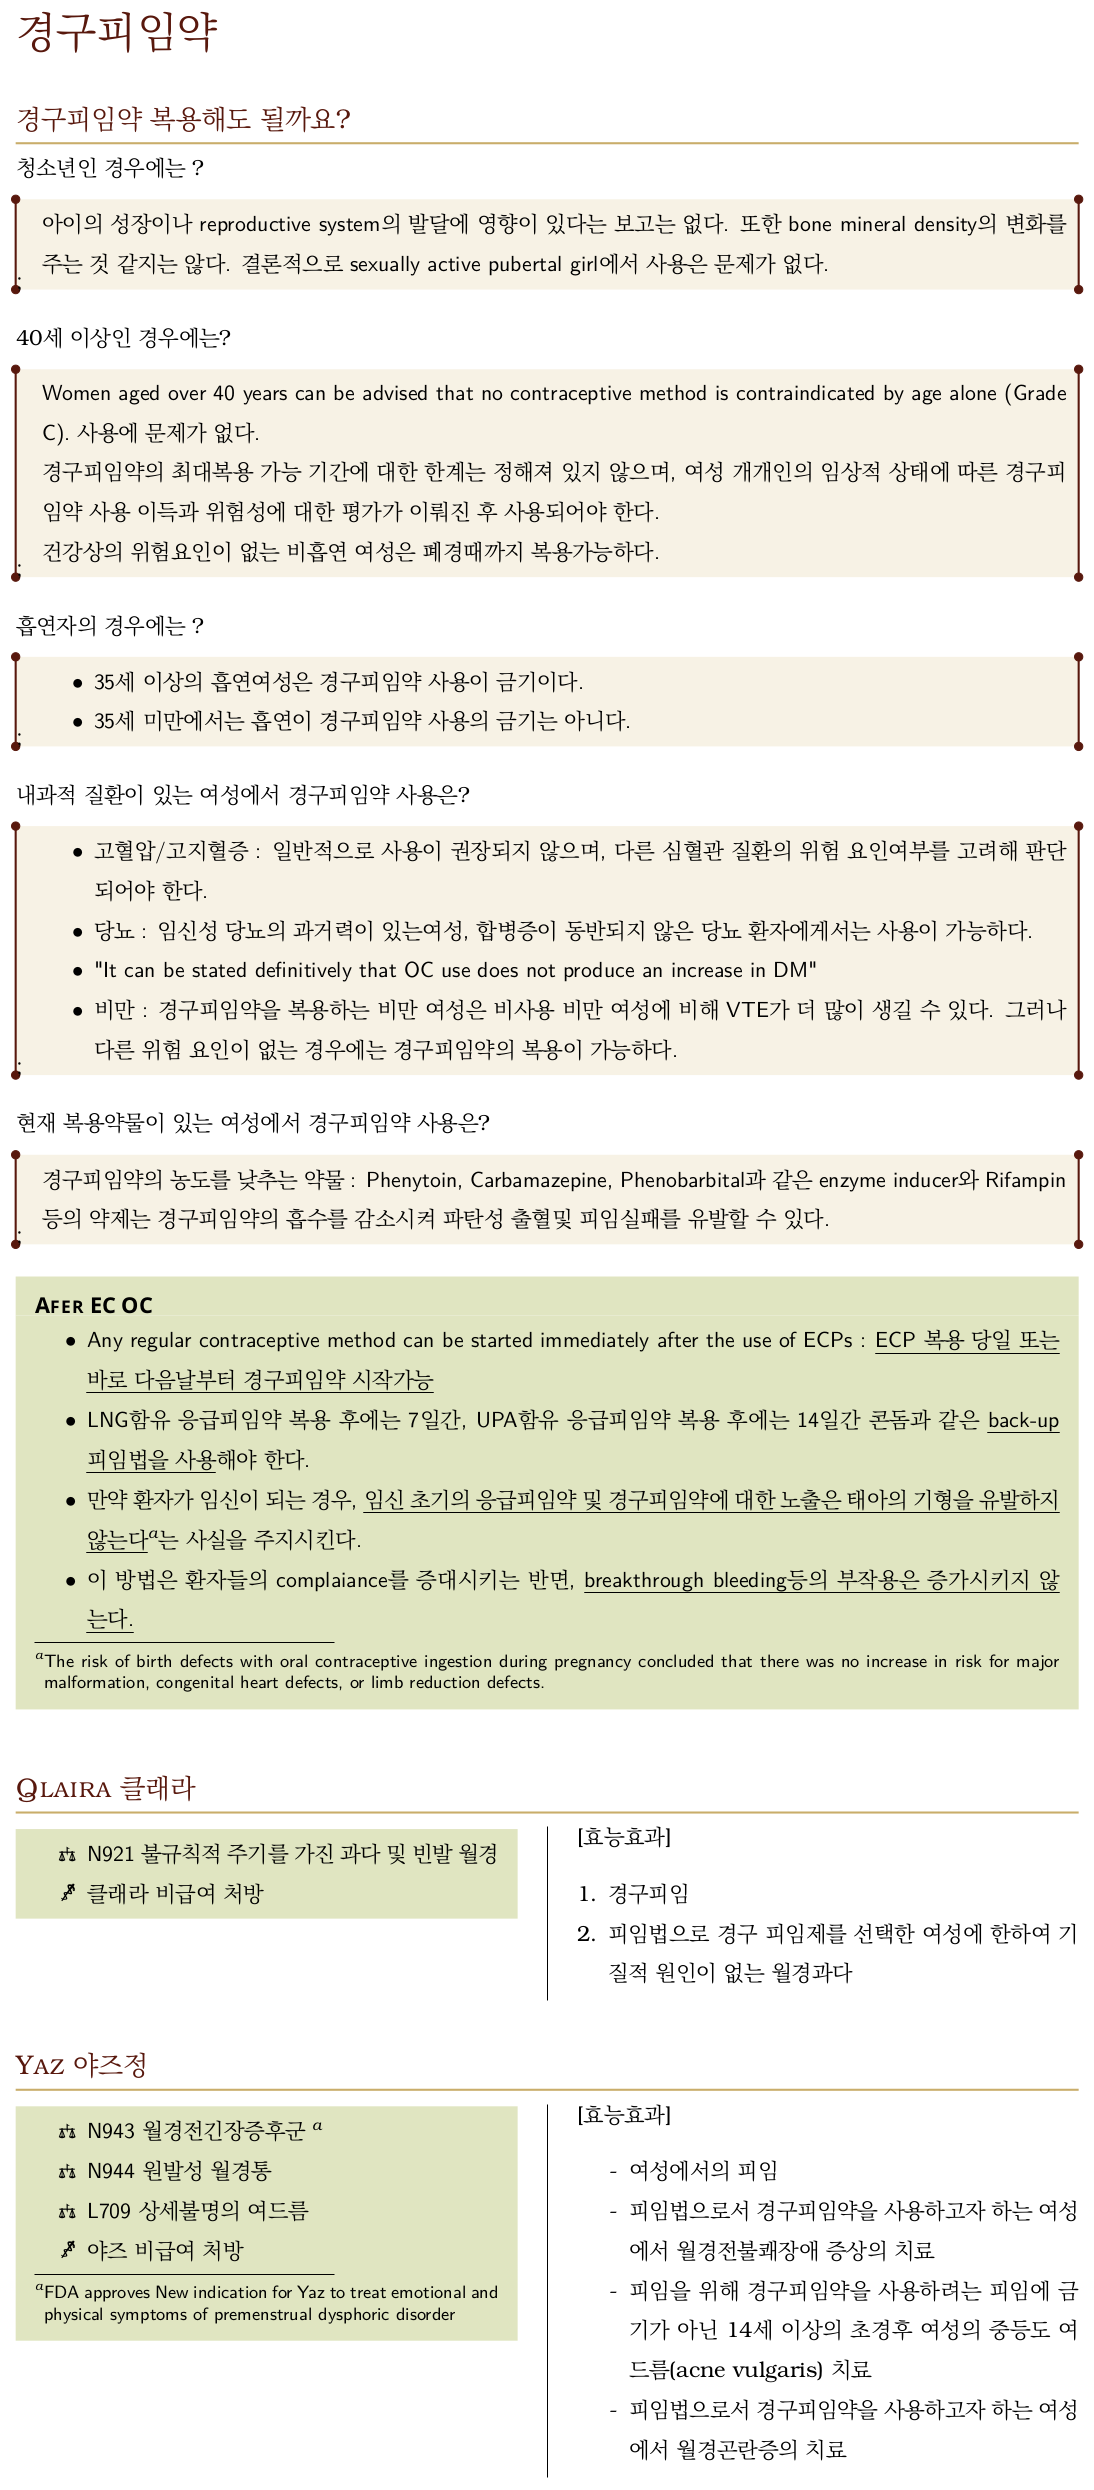 경구피임약
경구피임약 복용해도 될까요?
청소년인 경우에는 ?
아이의 성장이나 reproductive system의 발달에 영향이 있다는 보고는 없다. 또한 bone mineral density의 변화를
주는 것 같지는 않다. 결론적으로 sexually active pubertal girl에서 사용은 문제가 없다.
40세 이상인 경우에는?
Women aged over 40 years can be advised that no contraceptive method is contraindicated by age alone (Grade
C). 사용에 문제가 없다.
경구피임약의 최대복용 가능 기간에 대한 한계는 정해져 있지 않으며, 여성 개개인의 임상적 상태에 따른 경구피
임약 사용 이득과 위험성에 대한 평가가 이뤄진 후 사용되어야 한다.
건강상의 위험요인이 없는 비흡연 여성은 폐경때까지 복용가능하다.
흡연자의 경우에는 ?
• 35세 이상의 흡연여성은 경구피임약 사용이 금기이다.
• 35세 미만에서는 흡연이 경구피임약 사용의 금기는 아니다.
내과적 질환이 있는 여성에서 경구피임약 사용은?
• 고혈압/고지혈증 : 일반적으로 사용이 권장되지 않으며, 다른 심혈관 질환의 위험 요인여부를 고려해 판단
되어야 한다.
• 당뇨 : 임신성 당뇨의 과거력이 있는여성, 합병증이 동반되지 않은 당뇨 환자에게서는 사용이 가능하다.
• "It can be stated definitively that OC use does not produce an increase in DM"
• 비만 : 경구피임약을 복용하는 비만 여성은 비사용 비만 여성에 비해 VTE가 더 많이 생길 수 있다. 그러나
다른 위험 요인이 없는 경우에는 경구피임약의 복용이 가능하다.
현재 복용약물이 있는 여성에서 경구피임약 사용은?
경구피임약의 농도를 낮추는 약물 : Phenytoin, Carbamazepine, Phenobarbital과 같은 enzyme inducer와 Rifampin
등의 약제는 경구피임약의 흡수를 감소시켜 파탄성 출혈및 피임실패를 유발할 수 있다.
AFER EC OC
• Any regular contraceptive method can be started immediately after the use of ECPs : ECP 복용 당일 또는
바로 다음날부터 경구피임약 시작가능
• LNG함유 응급피임약 복용 후에는 7일간, UPA함유 응급피임약 복용 후에는 14일간 콘돔과 같은 back-up
피임법을 사용해야 한다.
• 만약 환자가 임신이 되는 경우, 임신 초기의 응급피임약 및 경구피임약에 대한 노출은 태아의 기형을 유발하지
않는다ᵃ는 사실을 주지시킨다.
• 이 방법은 환자들의 complaiance를 증대시키는 반면, breakthrough bleeding등의 부작용은 증가시키지 않
는다.
ᵃThe risk of birth defects with oral contraceptive ingestion during pregnancy concluded that there was no increase in risk for major
malformation, congenital heart defects, or limb reduction defects.
QLAIRA 클래라
N921 불규칙적 주기를 가진 과다 및 빈발 월경
클래라 비급여 처방
[효능효과]
1. 경구피임
2. 피임법으로 경구 피임제를 선택한 여성에 한하여 기
질적 원인이 없는 월경과다
YAZ 야즈정
N943 월경전긴장증후군 ᵃ
N944 원발성 월경통
L709 상세불명의 여드름
야즈 비급여 처방
ᵃFDA approves New indication for Yaz to treat emotional and
physical symptoms of premenstrual dysphoric disorder
[효능효과]
- 여성에서의 피임
- 피임법으로서 경구피임약을 사용하고자 하는 여성
에서 월경전불쾌장애 증상의 치료
- 피임을 위해 경구피임약을 사용하려는 피임에 금
기가 아닌 14세 이상의 초경후 여성의 중등도 여
드름(acne vulgaris) 치료
- 피임법으로서 경구피임약을 사용하고자 하는 여성
에서 월경곤란증의 치료